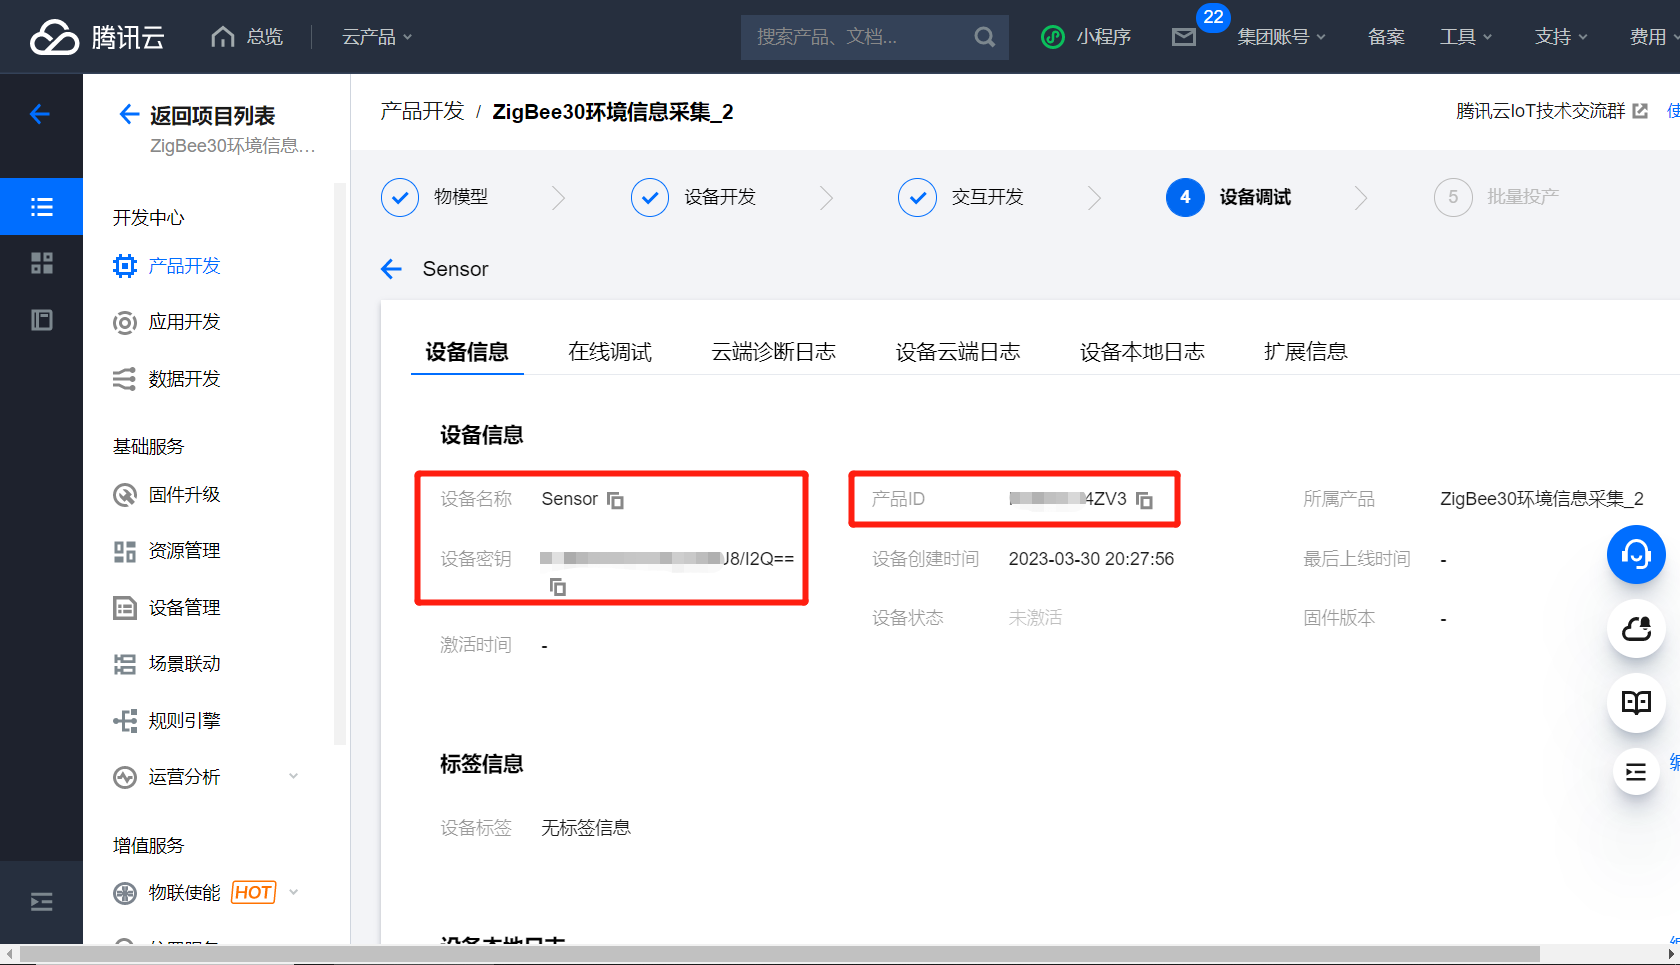 腾讯云
总览
云产品
搜索产品、文档...
小程序
22
集团账号
备案
工具
支持
费用
返回项目列表
ZigBee30环境信息...
产品开发 / ZigBee30环境信息采集_2
腾讯云IoT技术交流群
物模型
设备开发
交互开发
4 设备调试
5 批量投产
Sensor
开发中心
产品开发
应用开发
数据开发
基础服务
固件升级
资源管理
设备管理
场景联动
规则引擎
运营分析
增值服务
物联使能 HOT
设备信息
在线调试
云端诊断日志
设备云端日志
设备本地日志
扩展信息
设备信息
设备名称 Sensor
产品ID 4ZV3
所属产品 ZigBee30环境信息采集_2
设备密钥 J8/I2Q==
设备创建时间 2023-03-30 20:27:56
最后上线时间 -
设备状态 未激活
固件版本 -
激活时间 -
标签信息
设备标签 无标签信息
设备本地日志